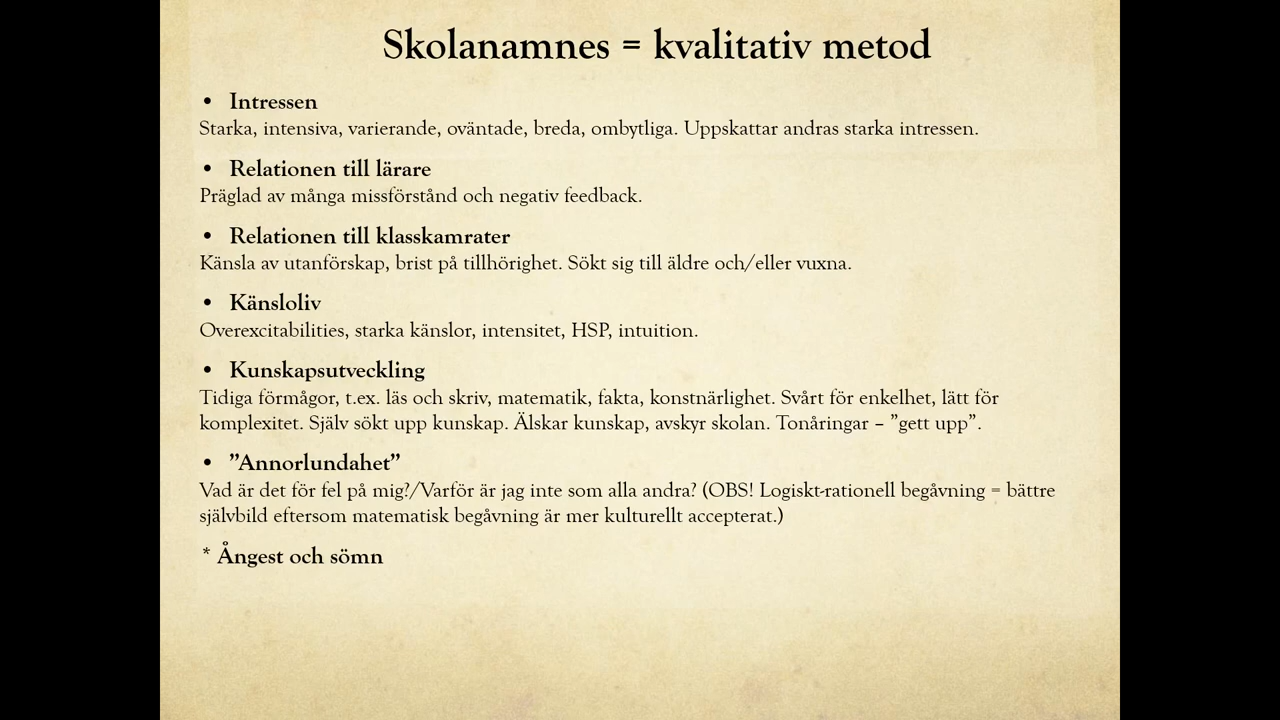 Skolanamnes = kvalitativ metod
• Intressen
Starka, intensiva, varierande, oväntade, breda, ombytliga. Uppskattar andras starka intressen.
• Relationen till lärare
Präglad av många missförstånd och negativ feedback.
• Relationen till klasskamrater
Känsla av utanförskap, brist på tillhörighet. Sökt sig till äldre och/eller vuxna.
• Känsloliv
Overexcitabilities, starka känslor, intensitet, HSP, intuition.
• Kunskapsutveckling
Tidiga förmågor, t.ex. läs och skriv, matematik, fakta, konstnärlighet. Svårt för enkelhet, lätt för
komplexitet. Själv sökt upp kunskap. Älskar kunskap, avskyr skolan. Tonåringar – ”gett upp”.
• ”Annorlundahet”
Vad är det för fel på mig?/Varför är jag inte som alla andra? (OBS! Logiskt-rationell begåvning = bättre
självbild eftersom matematisk begåvning är mer kulturellt accepterat.)
* Ångest och sömn